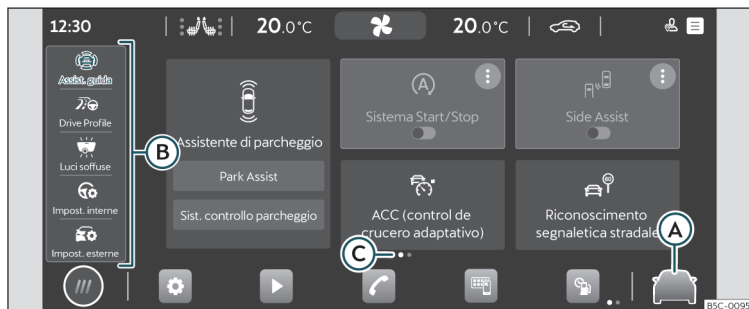 12:30
20.0°C
20.0°C
Assist. guida
Drive Profile
Luci soffuse
Impost. interne
Impost. esterne
B
Assistente di parcheggio
Park Assist
Sist. controllo parcheggio
Sistema Start/Stop
Side Assist
ACC (control de
crucero adaptativo)
60
Riconoscimento
segnaletica stradale
A
C
B5C-0095